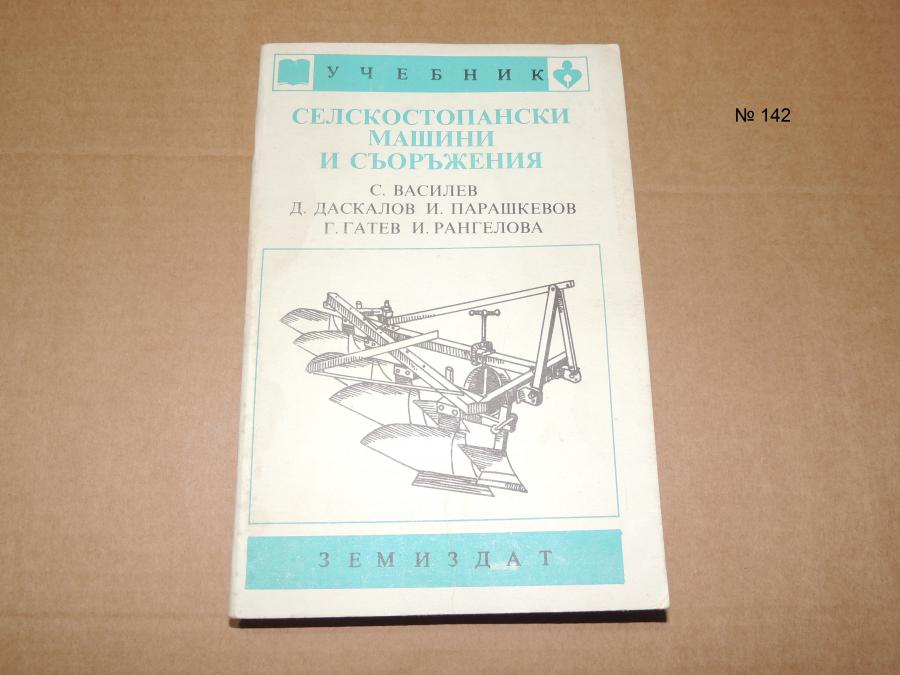 УЧЕБНИК
№ 142
СЕЛСКОСТОПАНСКИ
МАШИНИ
И СЪОРЪЖЕНИЯ
С. ВАСИЛЕВ
Д. ДАСКАЛОВ И. ПАРАШКЕВОВ
Г. ГАТЕВ И. РАНГЕЛОВА
ЗЕМИЗДАТ